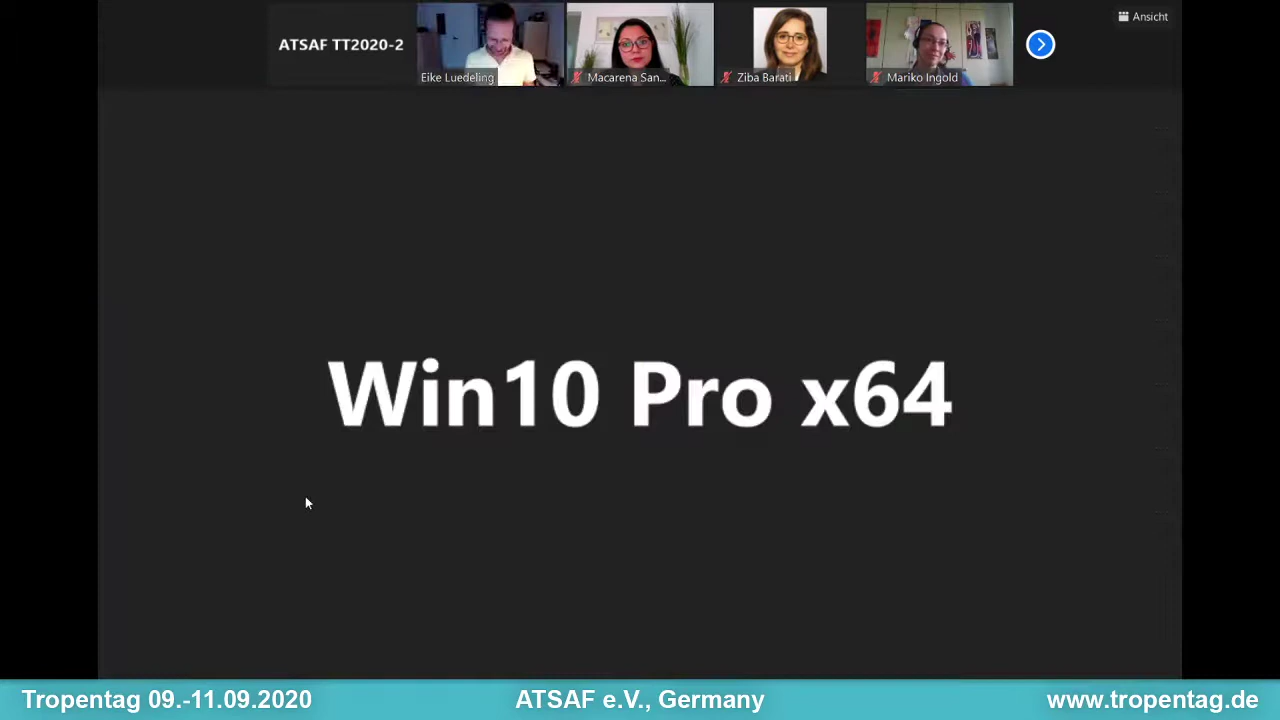 ATSAF TT2020-2
Eike Luedeling
Macarena San...
Ziba Barati
Mariko Ingold
Ansicht
Win10 Pro x64
Tropentag 09.-11.09.2020
ATSAF e.V., Germany
www.tropentag.de